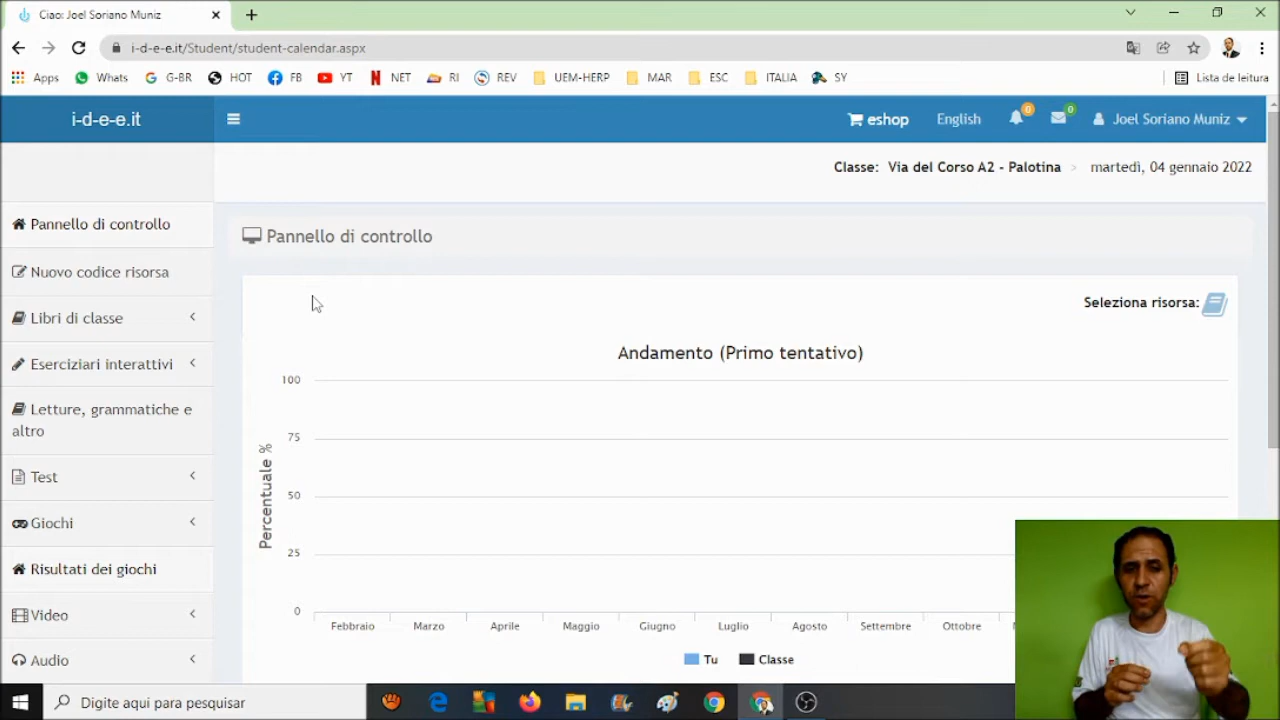 Ciao: Joel Soriano Muniz
i-d-e-e.it/Student/student-calendar.aspx
Apps Whats G-BR HOT FB YT NET RI REV UEM-HERP MAR ESC ITALIA SY Lista de leitura
i-d-e-e.it eshop English 0 0 Joel Soriano Muniz
Classe: Via del Corso A2 - Palotina > martedì, 04 gennaio 2022
Pannello di controllo
Nuovo codice risorsa
Libri di classe
Eserciziari interattivi
Letture, grammatiche e
altro
Test
Giochi
Risultati dei giochi
Video
Audio
Pannello di controllo
Seleziona risorsa:
Andamento (Primo tentativo)
Percentuale %
100
75
50
25
0
Febbraio Marzo Aprile Maggio Giugno Luglio Agosto Settembre Ottobre
Tu Classe
Digite aqui para pesquisar